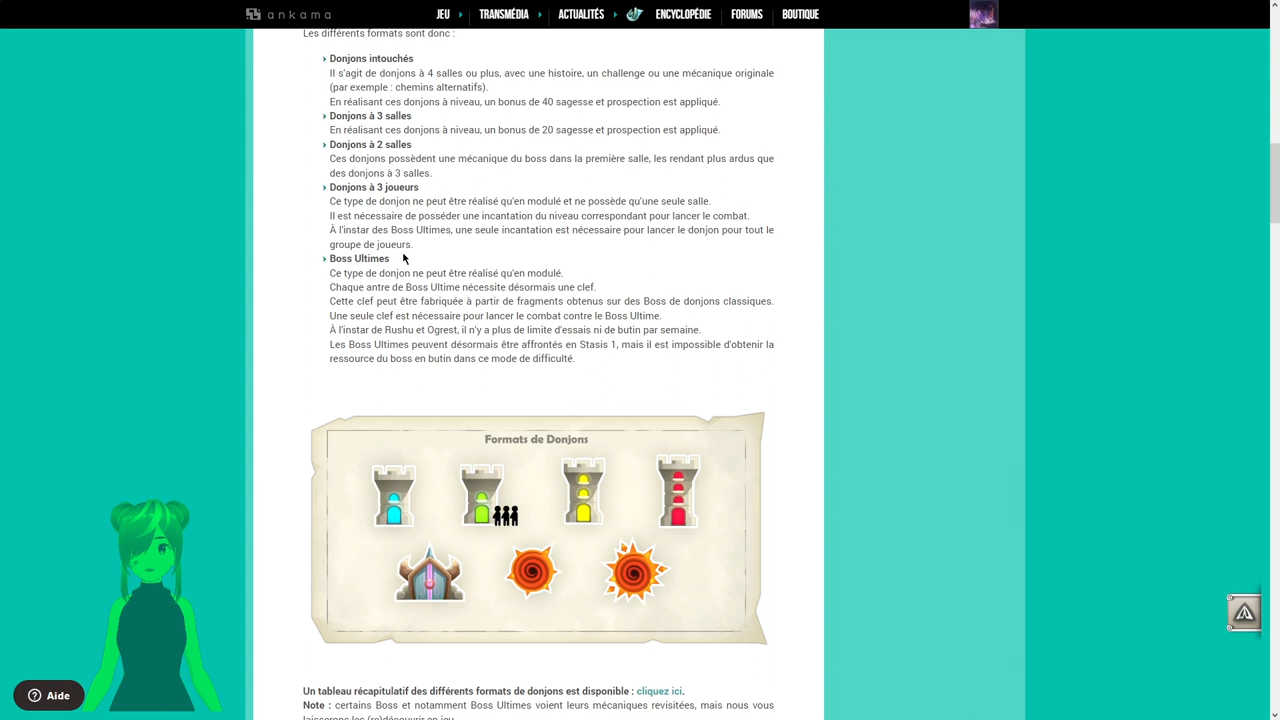 ankama
JEU
TRANSMÉDIA
ACTUALITÉS
ENCYCLOPÉDIE
FORUMS
BOUTIQUE
Les différents formats sont donc :
Donjons intouchés
Il s'agit de donjons à 4 salles ou plus, avec une histoire, un challenge ou une mécanique originale
(par exemple : chemins alternatifs).
En réalisant ces donjons à niveau, un bonus de 40 sagesse et prospection est appliqué.
Donjons à 3 salles
En réalisant ces donjons à niveau, un bonus de 20 sagesse et prospection est appliqué.
Donjons à 2 salles
Ces donjons possèdent une mécanique du boss dans la première salle, les rendant plus ardus que
des donjons à 3 salles.
Donjons à 3 joueurs
Ce type de donjon ne peut être réalisé qu'en modulé et ne possède qu'une seule salle.
Il est nécessaire de posséder une incantation du niveau correspondant pour lancer le combat.
À l'instar des Boss Ultimes, une seule incantation est nécessaire pour lancer le donjon pour tout le
groupe de joueurs.
Boss Ultimes
Ce type de donjon ne peut être réalisé qu'en modulé.
Chaque antre de Boss Ultime nécessite désormais une clef.
Cette clef peut être fabriquée à partir de fragments obtenus sur des Boss de donjons classiques.
Une seule clef est nécessaire pour lancer le combat contre le Boss Ultime.
À l'instar de Rushu et Ogrest, il n'y a plus de limite d'essais ni de butin par semaine.
Les Boss Ultimes peuvent désormais être affrontés en Stasis 1, mais il est impossible d'obtenir la
ressource du boss en butin dans ce mode de difficulté.
Formats de Donjons
Un tableau récapitulatif des différents formats de donjons est disponible : cliquez ici.
Note : certains Boss et notamment Boss Ultimes voient leurs mécaniques revisitées, mais nous vous
laisserons les (re)découvrir en jeu.
Aide